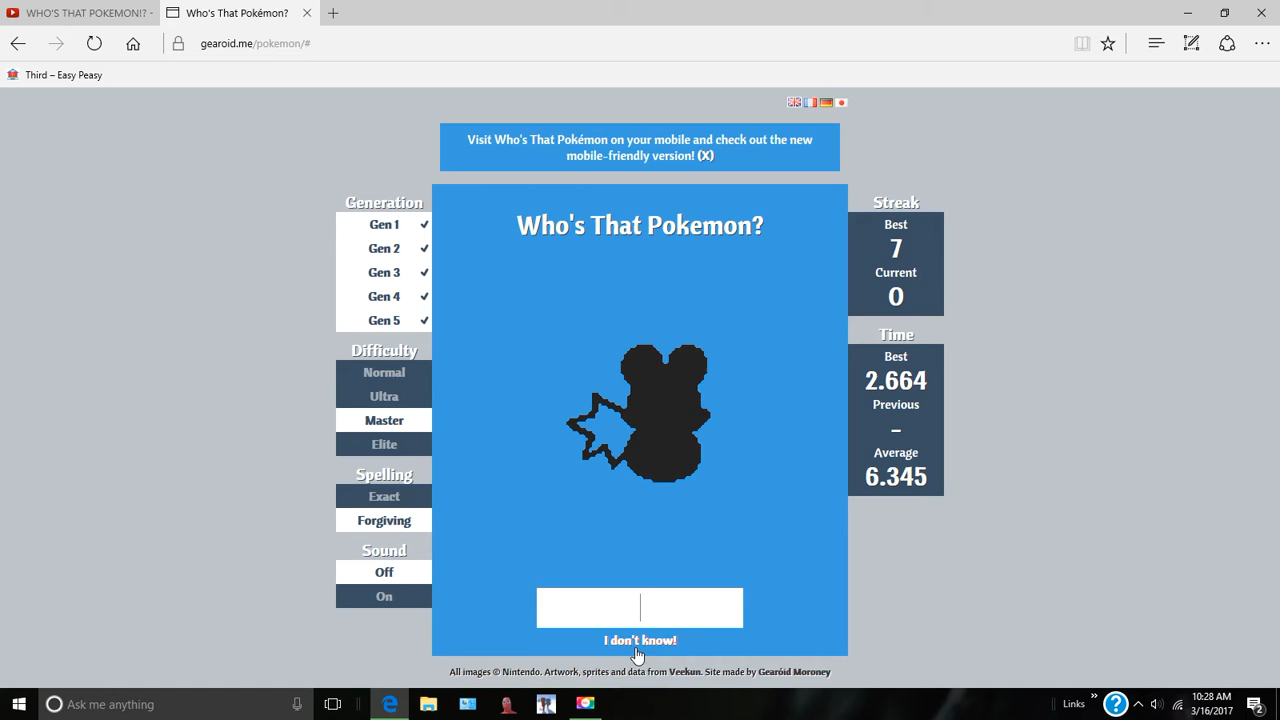 WHO'S THAT POKEMON!? -
Who's That Pokémon?
gearoid.me/pokemon/#
Third – Easy Peasy
Visit Who's That Pokémon on your mobile and check out the new
mobile-friendly version! (X)
Generation
Gen 1
Gen 2
Gen 3
Gen 4
Gen 5
Difficulty
Normal
Ultra
Master
Elite
Spelling
Exact
Forgiving
Sound
Off
On
Who's That Pokemon?
I don't know!
Streak
Best
7
Current
0
Time
Best
2.664
Previous
–
Average
6.345
All images © Nintendo. Artwork, sprites and data from Veekun. Site made by Gearóid Moroney
Ask me anything
Links
10:28 AM
3/16/2017
2